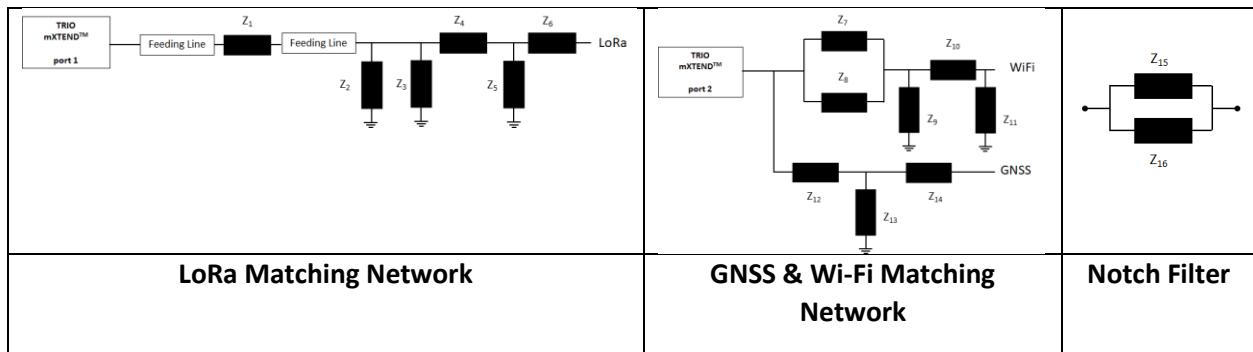 TRIO
mXTEND™
port 1
Feeding Line
Z1
Feeding Line
Z4
Z6
LoRa
Z2
Z3
Z5
LoRa Matching Network
TRIO
mXTEND™
port 2
Z7
Z8
Z10
WiFi
Z9
Z11
GNSS
Z12
Z14
Z13
GNSS & Wi-Fi Matching
Network
Z15
Z16
Notch Filter